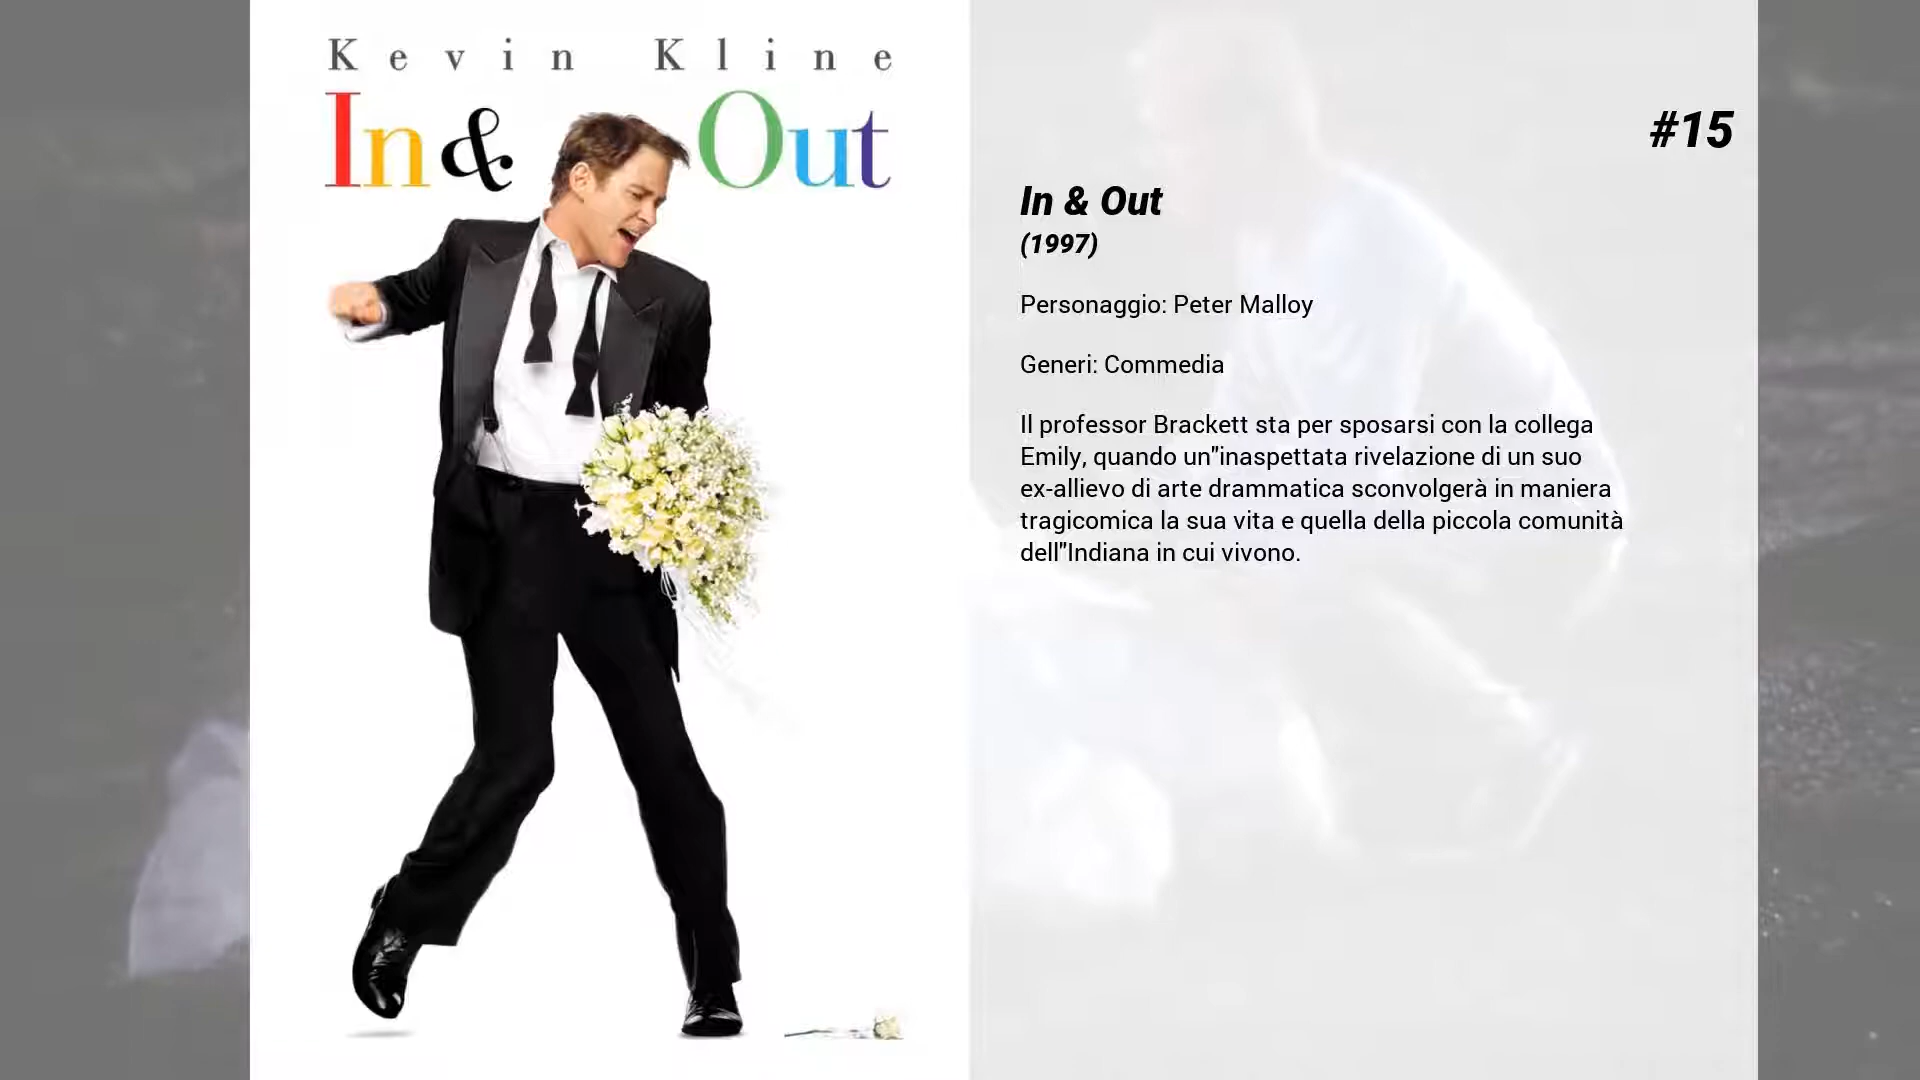 Kevin Kline
In & Out
#15
In & Out
(1997)
Personaggio: Peter Malloy
Generi: Commedia
Il professor Brackett sta per sposarsi con la collega
Emily, quando un"inaspettata rivelazione di un suo
ex-allievo di arte drammatica sconvolgerà in maniera
tragicomica la sua vita e quella della piccola comunità
dell"Indiana in cui vivono.